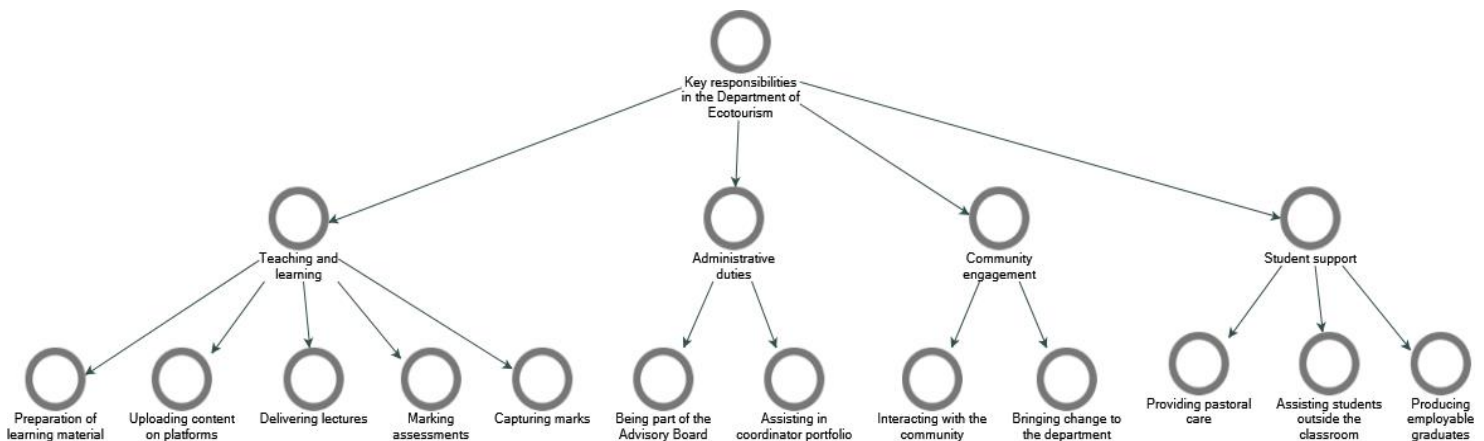 Key responsibilities
in the Department of
Ecotourism
Teaching and
learning
Administrative
duties
Community
engagement
Student support
Preparation of
learning material
Uploading content
on platforms
Delivering lectures
Marking
assessments
Capturing marks
Being part of the
Advisory Board
Assisting in
coordinator portfolio
Interacting with the
community
Bringing change to
the department
Providing pastoral
care
Assisting students
outside the
classroom
Producing
employable
graduates